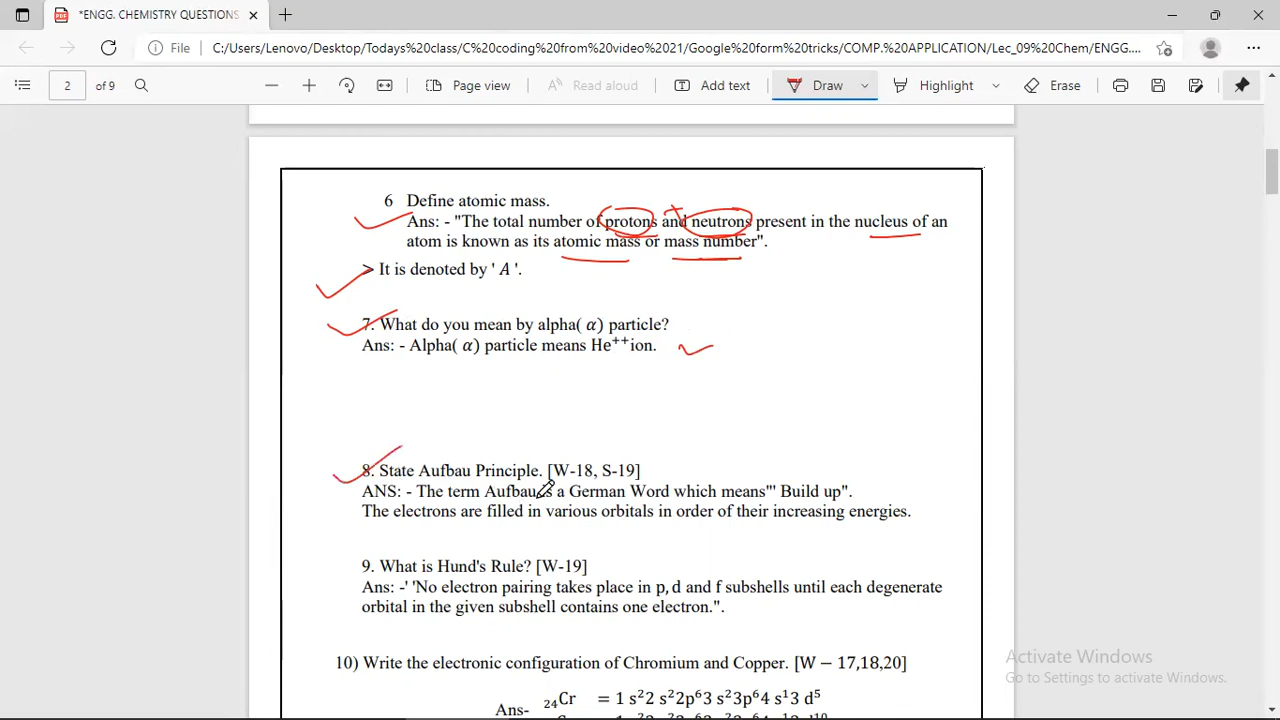 *ENGG. CHEMISTRY QUESTIONS
File C:/Users/Lenovo/Desktop/Todays%20class/C%20coding%20from%20video%202021/Google%20form%20tricks/COMP.%20APPLICATION/Lec_09%20Chem/ENGG....
2 of 9 Page view Read aloud Add text Draw Highlight Erase
6 Define atomic mass.
Ans: - "The total number of protons and neutrons present in the nucleus of an
atom is known as its atomic mass or mass number".
➢ It is denoted by ' A '.
7. What do you mean by alpha( α) particle?
Ans: - Alpha( α) particle means He⁺⁺ion.
8. State Aufbau Principle. [W-18, S-19]
ANS: - The term Aufbau is a German Word which means"' Build up".
The electrons are filled in various orbitals in order of their increasing energies.
9. What is Hund's Rule? [W-19]
Ans: -' 'No electron pairing takes place in p, d and f subshells until each degenerate
orbital in the given subshell contains one electron.".
10) Write the electronic configuration of Chromium and Copper. [W − 17,18,20]
Ans- ₂₄Cr = 1 s²2 s²2p⁶3 s²3p⁶4 s¹3 d⁵
Activate Windows
Go to Settings to activate Windows.